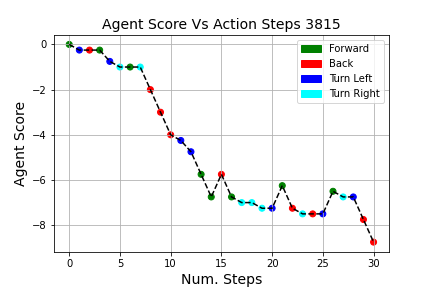 Agent Score Vs Action Steps 3815
Forward
Back
Turn Left
Turn Right
Agent Score
0
−2
−4
−6
−8
0 5 10 15 20 25 30
Num. Steps